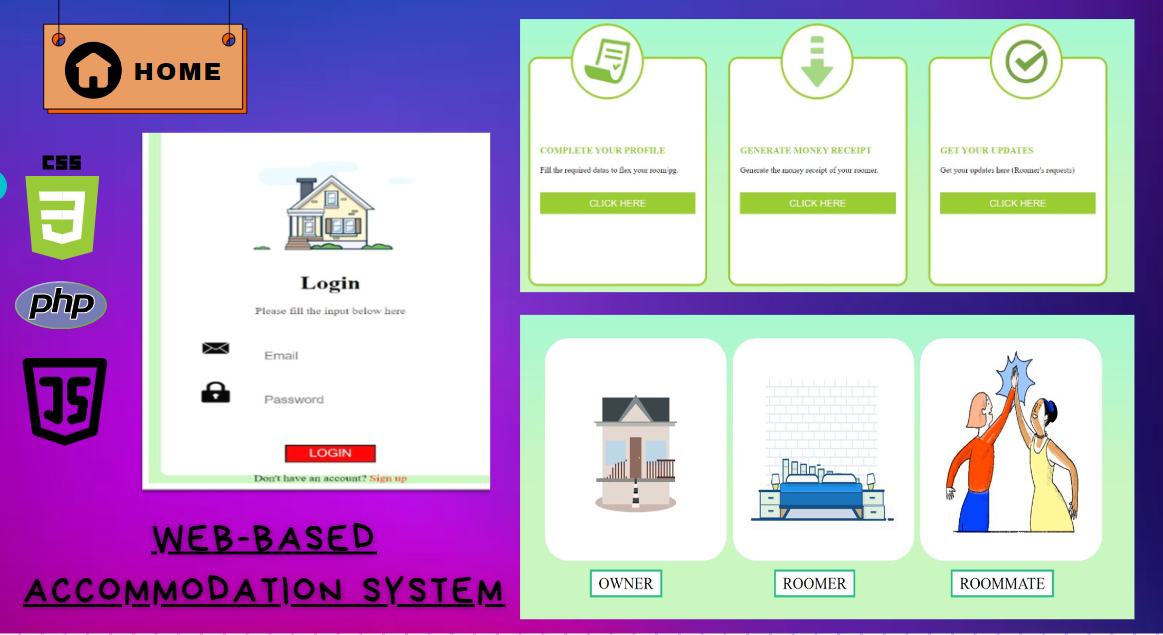 HOME
CSS
3
php
JS
Login
Please fill the input below here
Email
Password
LOGIN
Don't have an account? Sign up
WEB-BASED
ACCOMMODATION SYSTEM
COMPLETE YOUR PROFILE
Fill the required datas to flex your room/pg.
CLICK HERE
GENERATE MONEY RECEIPT
Generate the money receipt of your roomer.
CLICK HERE
GET YOUR UPDATES
Get your updates here (Roomer's requests)
CLICK HERE
OWNER
ROOMER
ROOMMATE